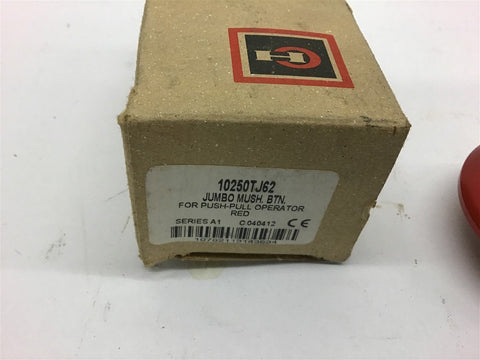 10250TJ62
JUMBO MUSH. BTN.
FOR PUSH-PULL OPERATOR
RED
SERIES A1 C 040412 CE